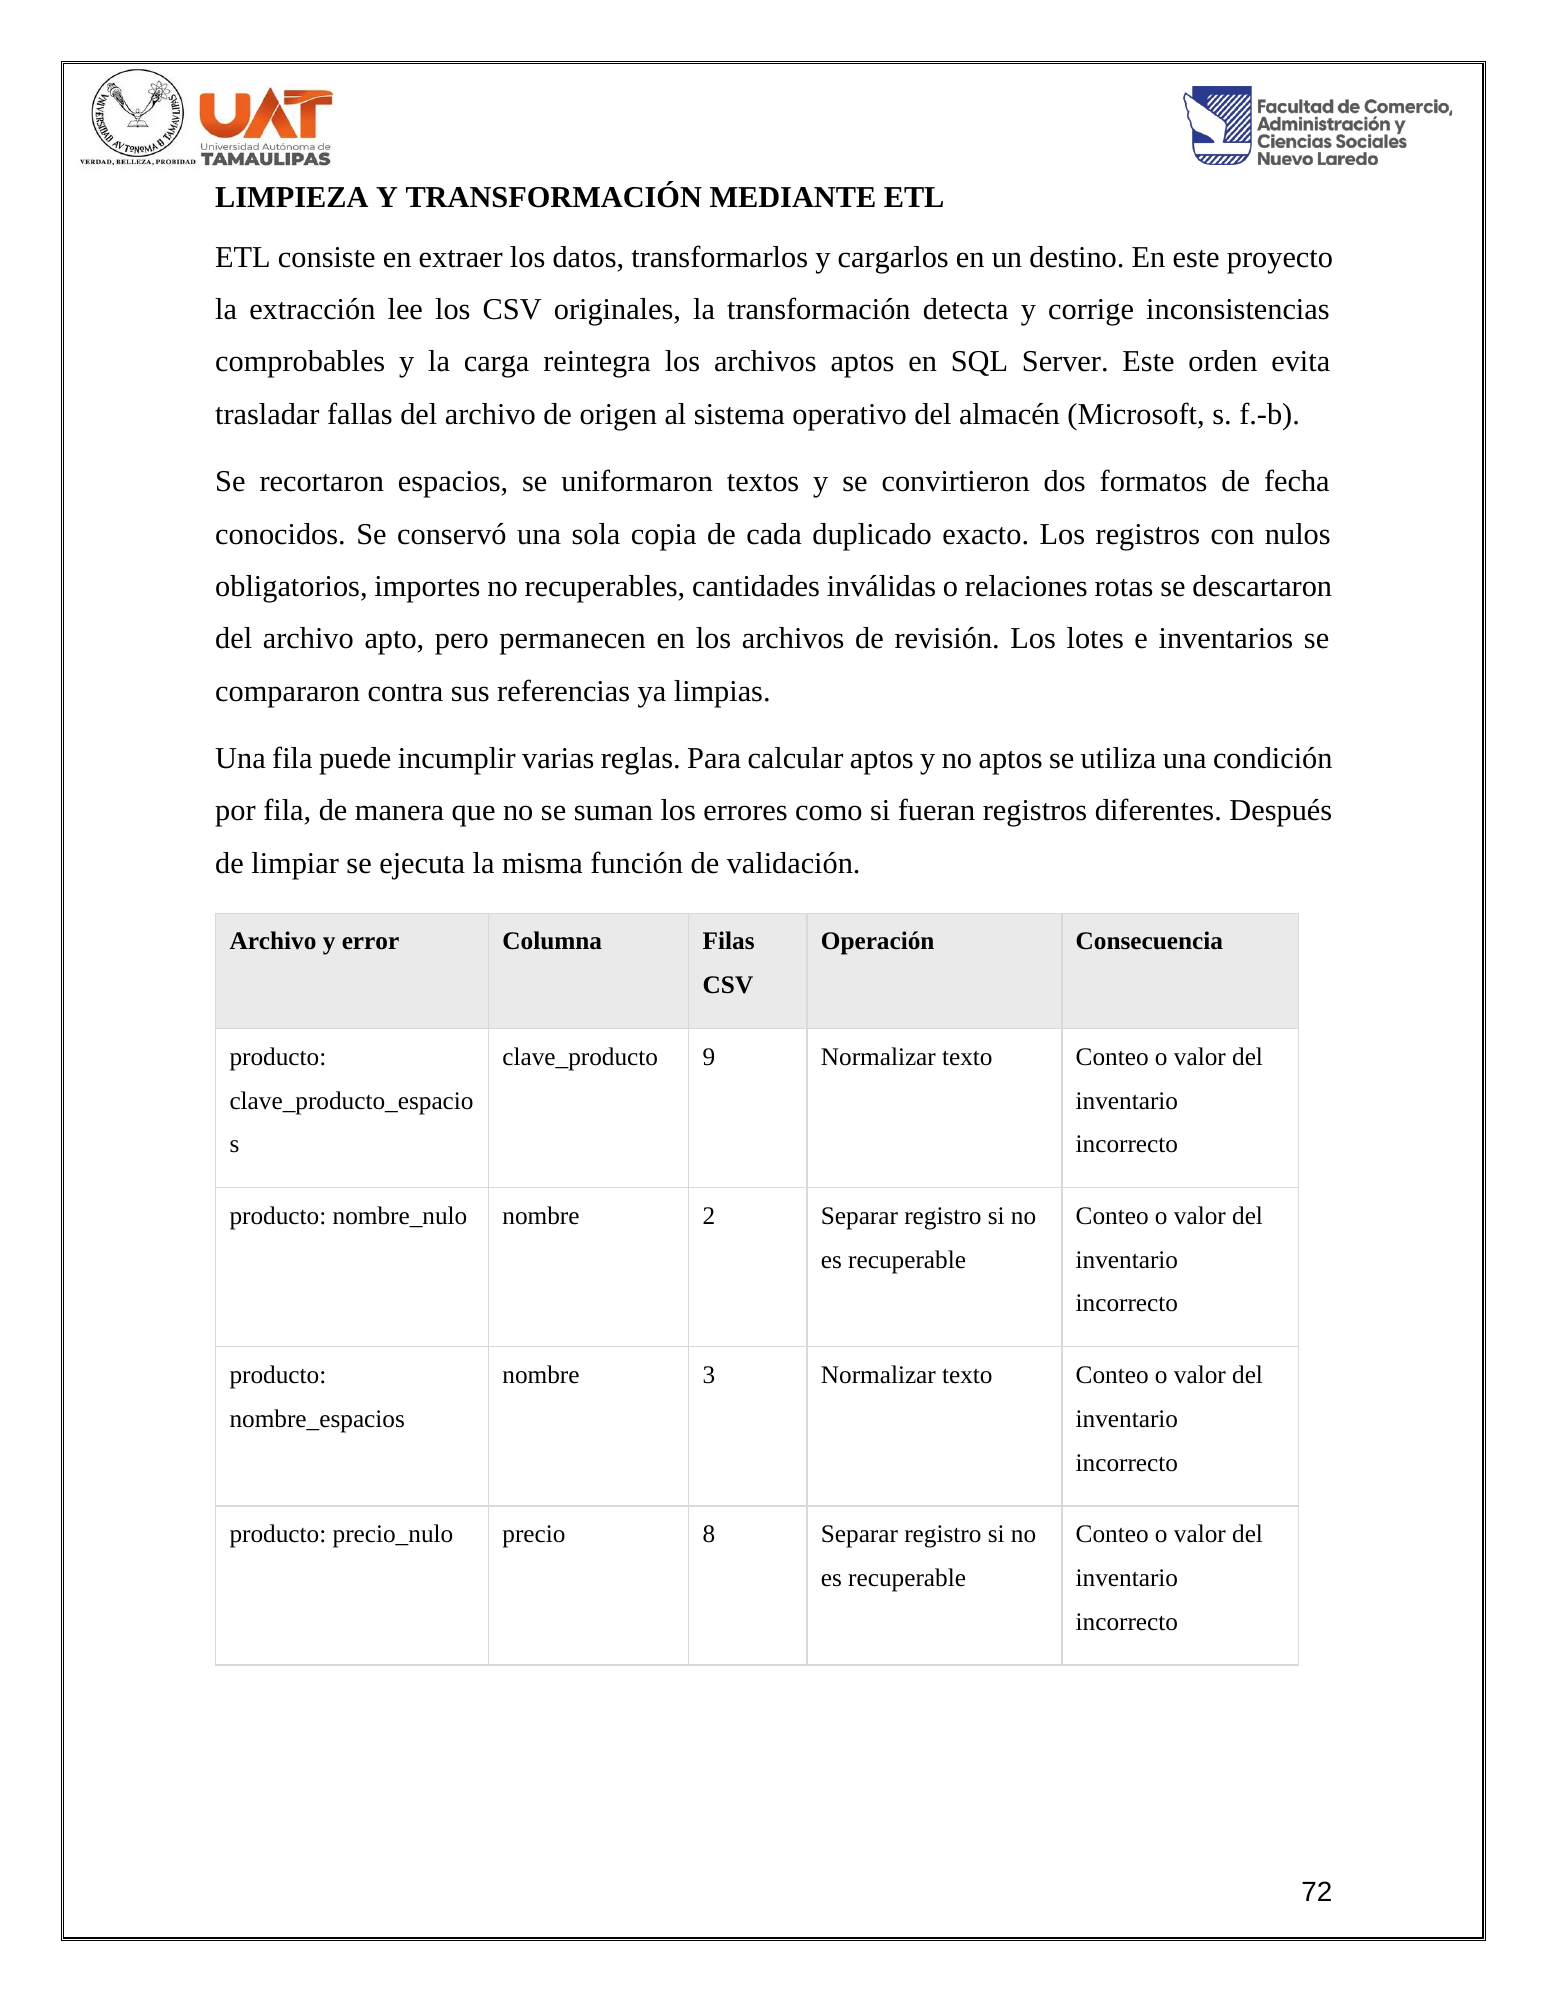 UNIVERSIDAD AVTONOMA D TAMAVLIPAS
VERDAD, BELLEZA, PROBIDAD
UAT
Universidad Autónoma de
TAMAULIPAS
Facultad de Comercio,
Administración y
Ciencias Sociales
Nuevo Laredo
LIMPIEZA Y TRANSFORMACIÓN MEDIANTE ETL
ETL consiste en extraer los datos, transformarlos y cargarlos en un destino. En este proyecto
la extracción lee los CSV originales, la transformación detecta y corrige inconsistencias
comprobables y la carga reintegra los archivos aptos en SQL Server. Este orden evita
trasladar fallas del archivo de origen al sistema operativo del almacén (Microsoft, s. f.-b).
Se recortaron espacios, se uniformaron textos y se convirtieron dos formatos de fecha
conocidos. Se conservó una sola copia de cada duplicado exacto. Los registros con nulos
obligatorios, importes no recuperables, cantidades inválidas o relaciones rotas se descartaron
del archivo apto, pero permanecen en los archivos de revisión. Los lotes e inventarios se
compararon contra sus referencias ya limpias.
Una fila puede incumplir varias reglas. Para calcular aptos y no aptos se utiliza una condición
por fila, de manera que no se suman los errores como si fueran registros diferentes. Después
de limpiar se ejecuta la misma función de validación.
Archivo y error Columna Filas Operación Consecuencia
CSV
producto: clave_producto 9 Normalizar texto Conteo o valor del
clave_producto_espacio inventario
s incorrecto
producto: nombre_nulo nombre 2 Separar registro si no Conteo o valor del
es recuperable inventario
incorrecto
producto: nombre 3 Normalizar texto Conteo o valor del
nombre_espacios inventario
incorrecto
producto: precio_nulo precio 8 Separar registro si no Conteo o valor del
es recuperable inventario
incorrecto
72